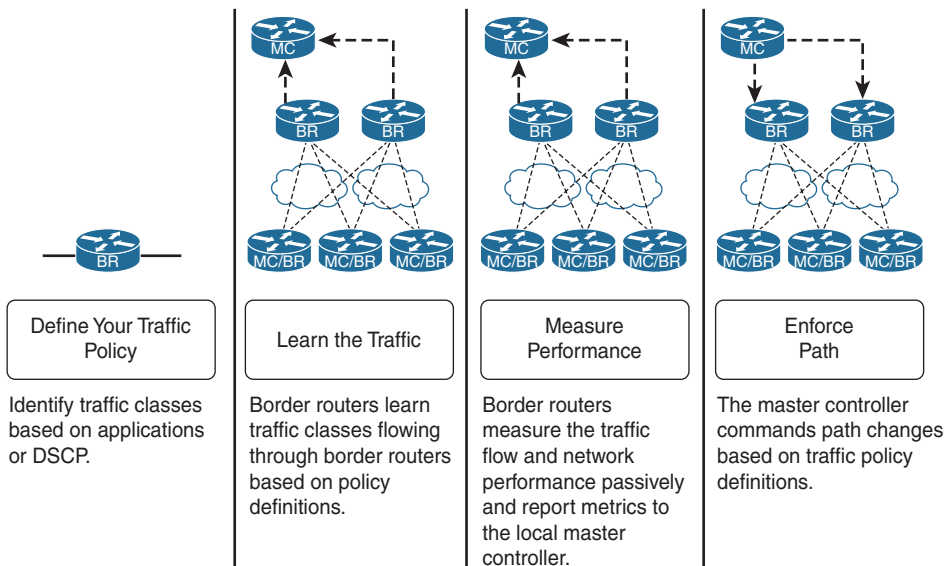 MC
BR
BR
MC/BR
MC/BR
MC/BR
MC
BR
BR
MC/BR
MC/BR
MC/BR
MC
BR
BR
MC/BR
MC/BR
MC/BR
BR
Define Your Traffic
Policy
Learn the Traffic
Measure
Performance
Enforce
Path
Identify traffic classes
based on applications
or DSCP.
Border routers learn
traffic classes flowing
through border routers
based on policy
definitions.
Border routers
measure the traffic
flow and network
performance passively
and report metrics to
the local master
controller.
The master controller
commands path changes
based on traffic policy
definitions.